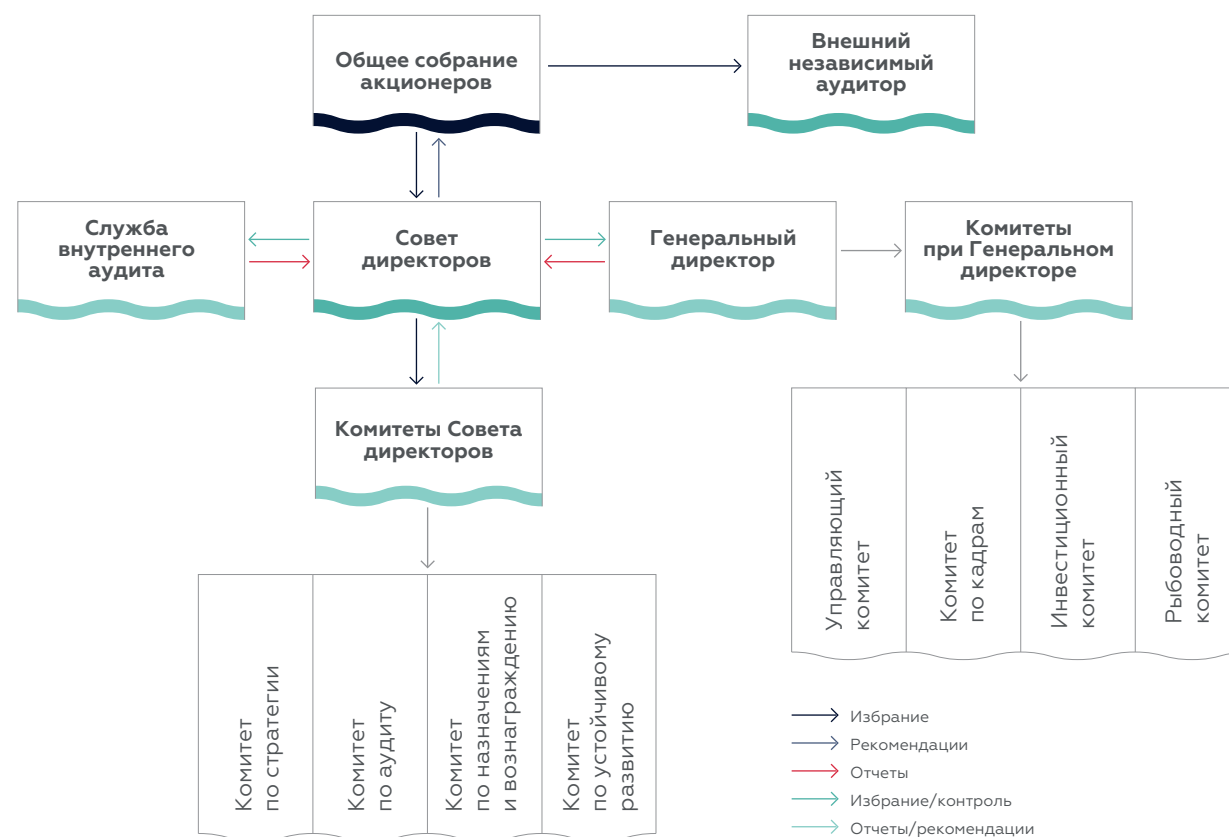 Общее собрание
акционеров
Внешний
независимый
аудитор
Служба
внутреннего
аудита
Совет
директоров
Генеральный
директор
Комитеты
при Генеральном
директоре
Комитеты Совета
директоров
Управляющий
комитет
Комитет
по кадрам
Инвестиционный
комитет
Рыбоводный
комитет
Комитет
по стратегии
Комитет
по аудиту
Комитет
по назначениям
и вознаграждению
Комитет
по устойчивому
развитию
Избрание
Рекомендации
Отчеты
Избрание/контроль
Отчеты/рекомендации